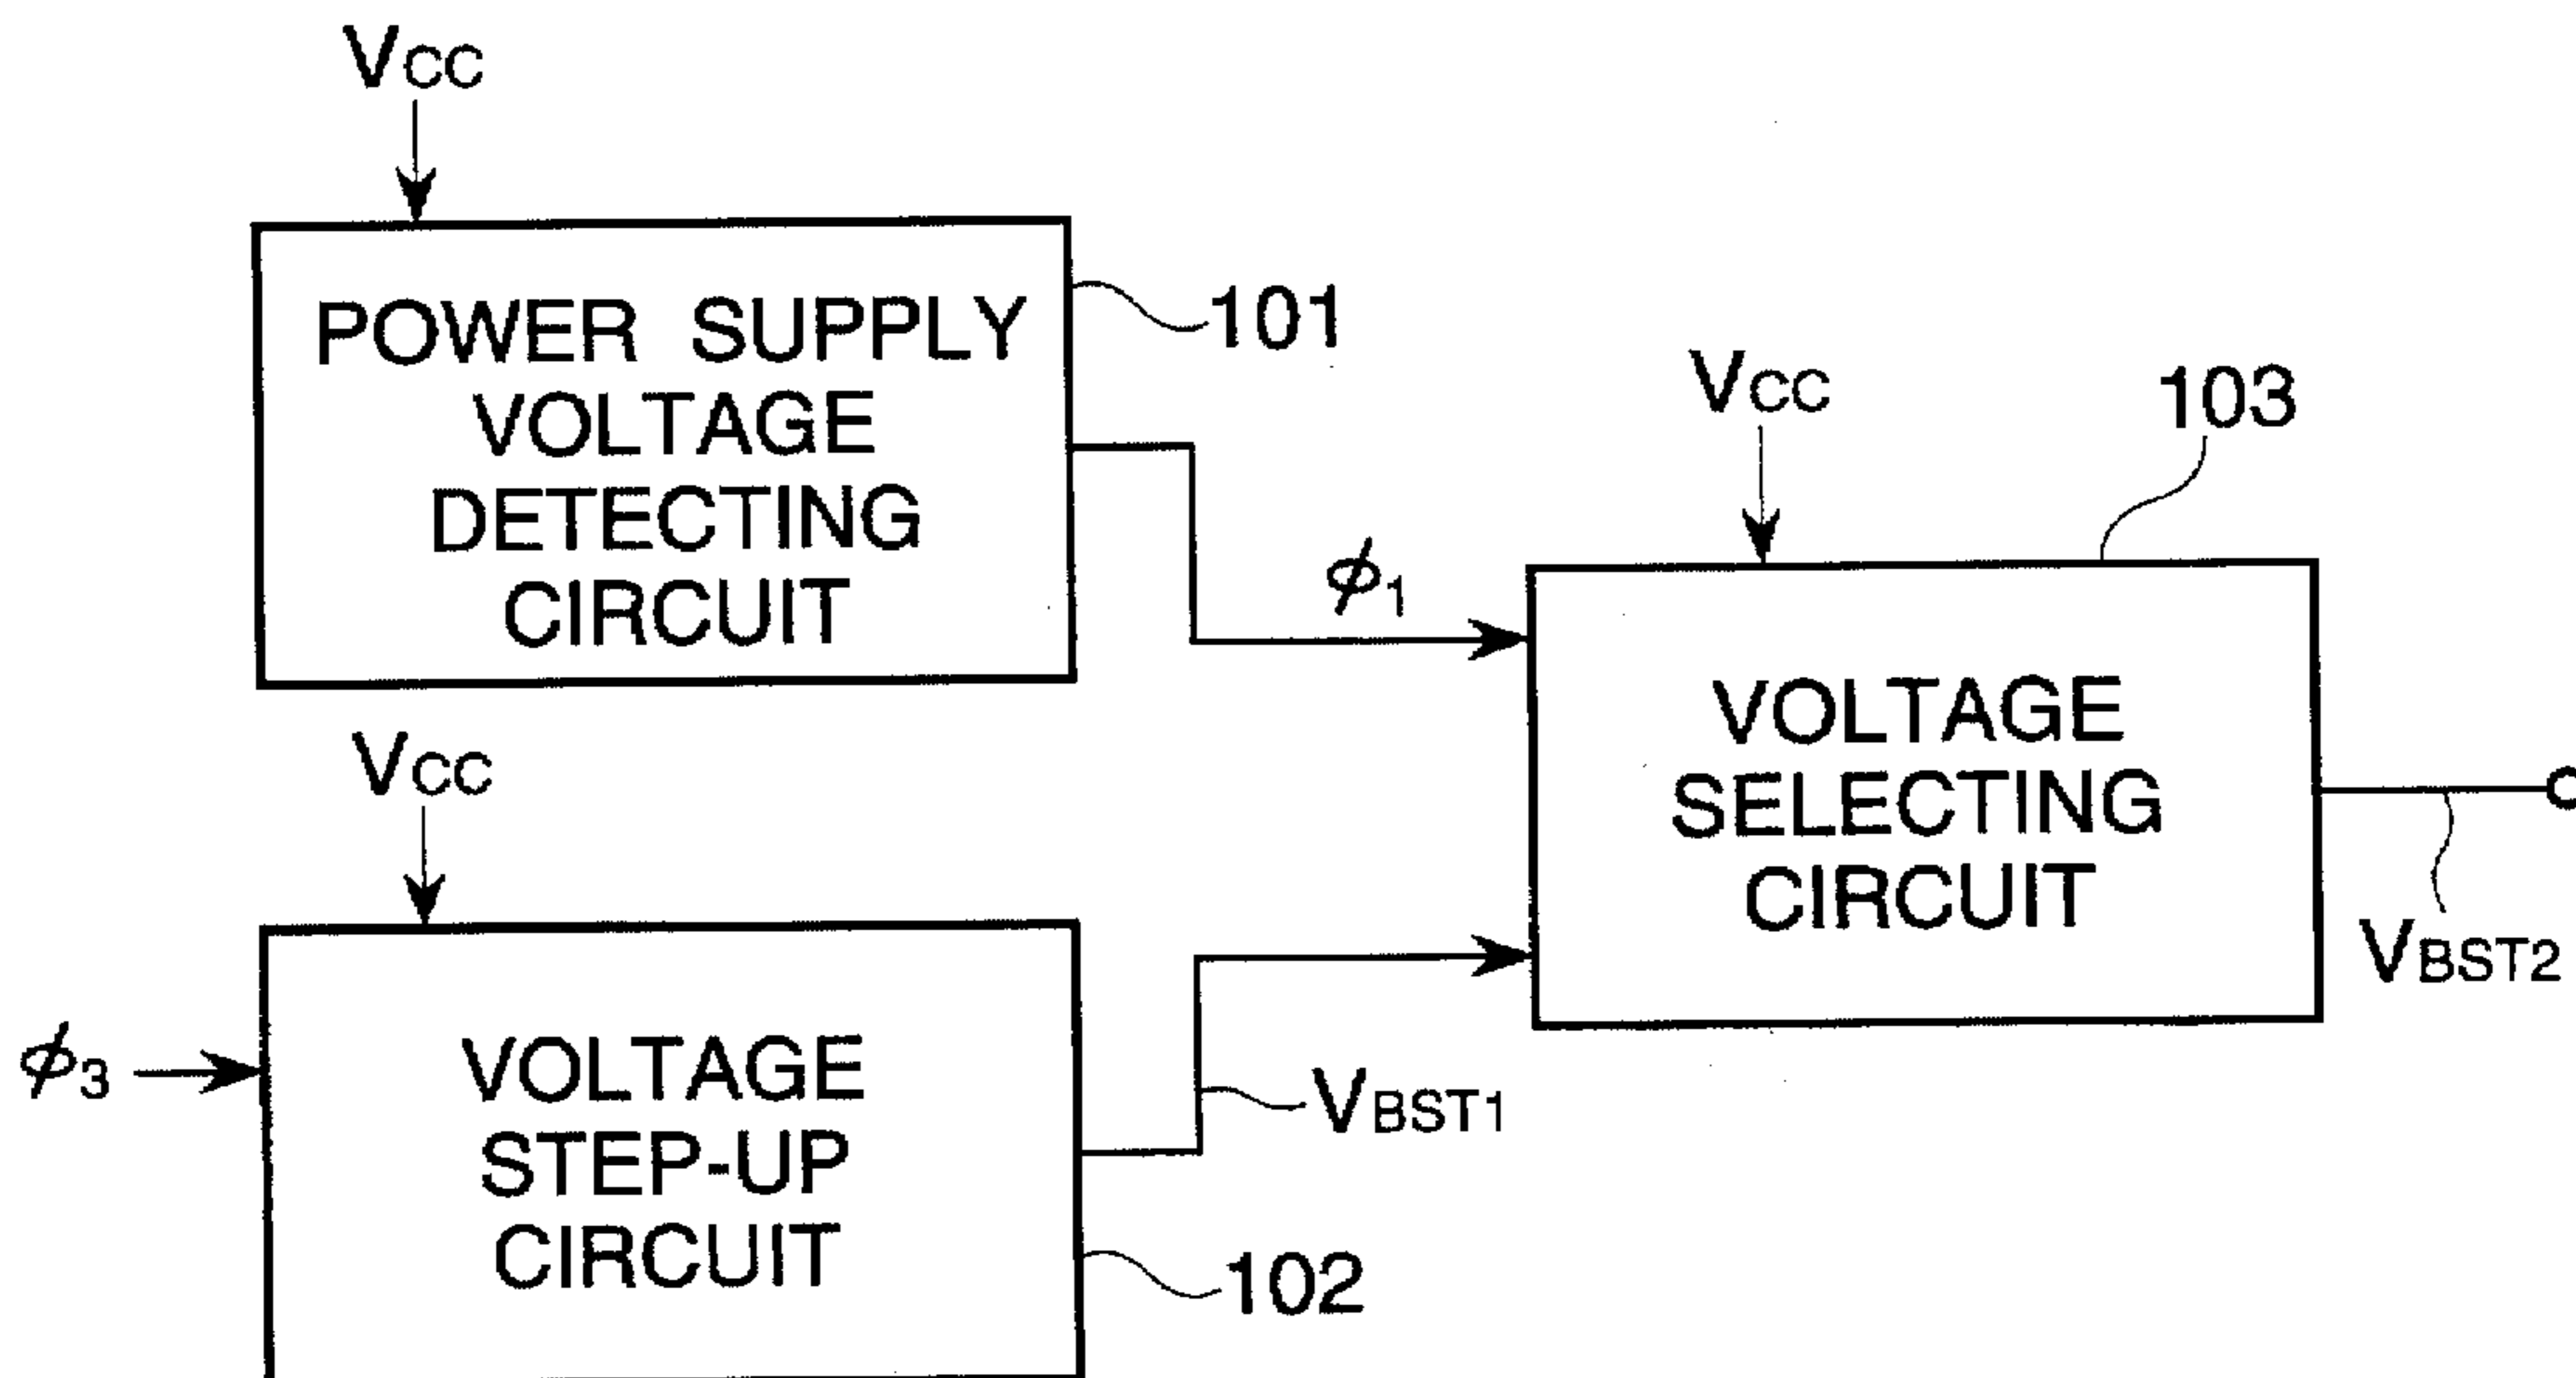 VCC
POWER SUPPLY
VOLTAGE
DETECTING
CIRCUIT
101
ϕ1
VCC
103
VOLTAGE
SELECTING
CIRCUIT
VBST2
VCC
ϕ3
VOLTAGE
STEP-UP
CIRCUIT
VBST1
102